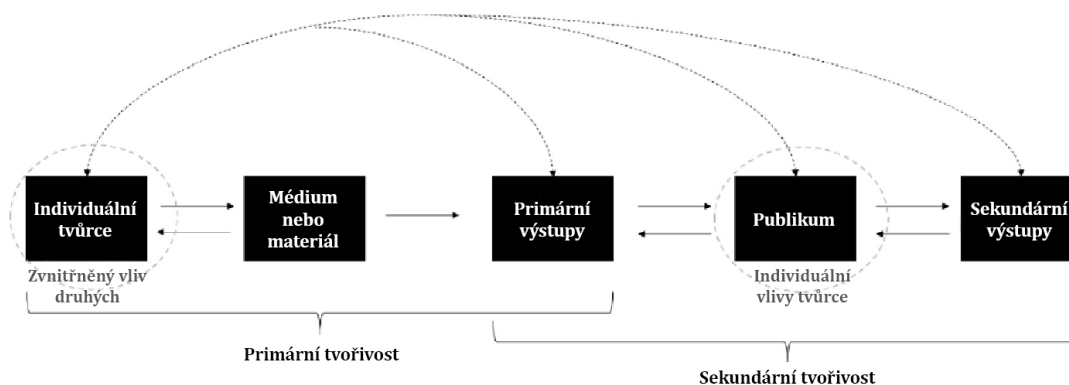 Individuální
tvůrce
Médium
nebo
materiál
Primární
výstupy
Publikum
Sekundární
výstupy
Zvnitřněný vliv
druhých
Individuální
vlivy tvůrce
Primární tvořivost
Sekundární tvořivost